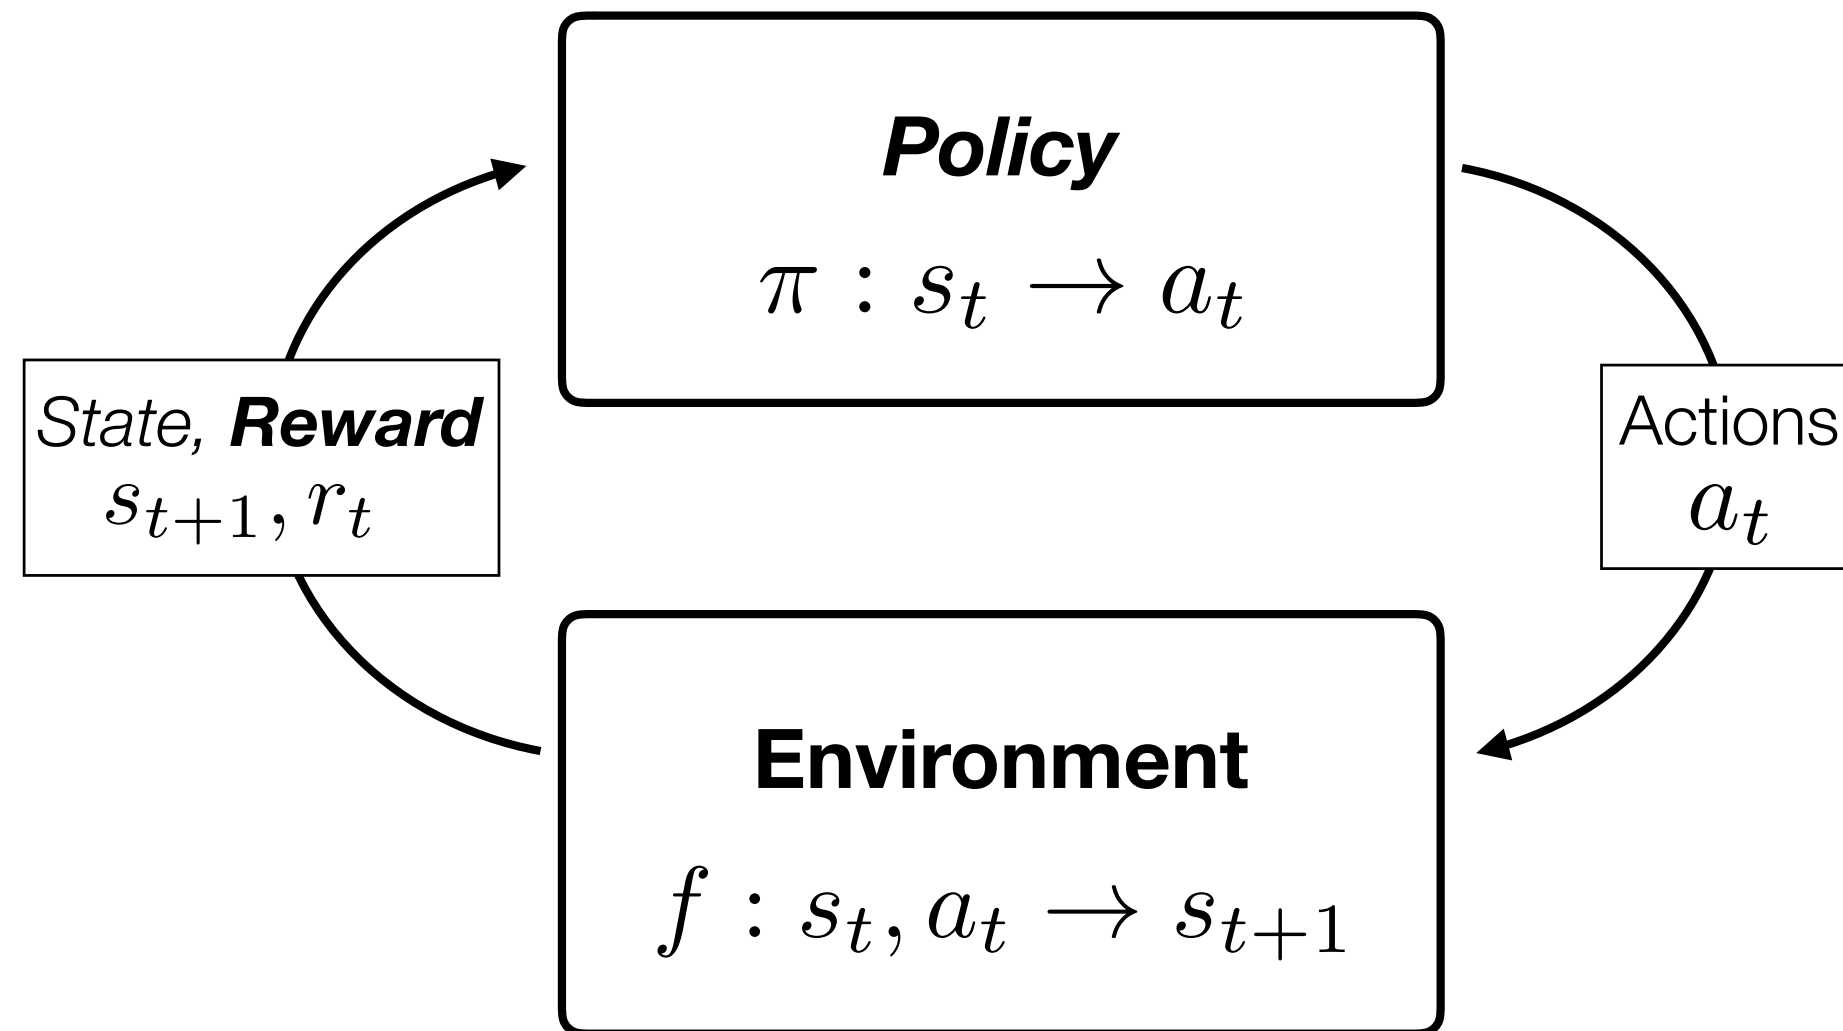 Policy
π : s_t → a_t
State, Reward
s_{t+1}, r_t
Actions
a_t
Environment
f : s_t, a_t → s_{t+1}